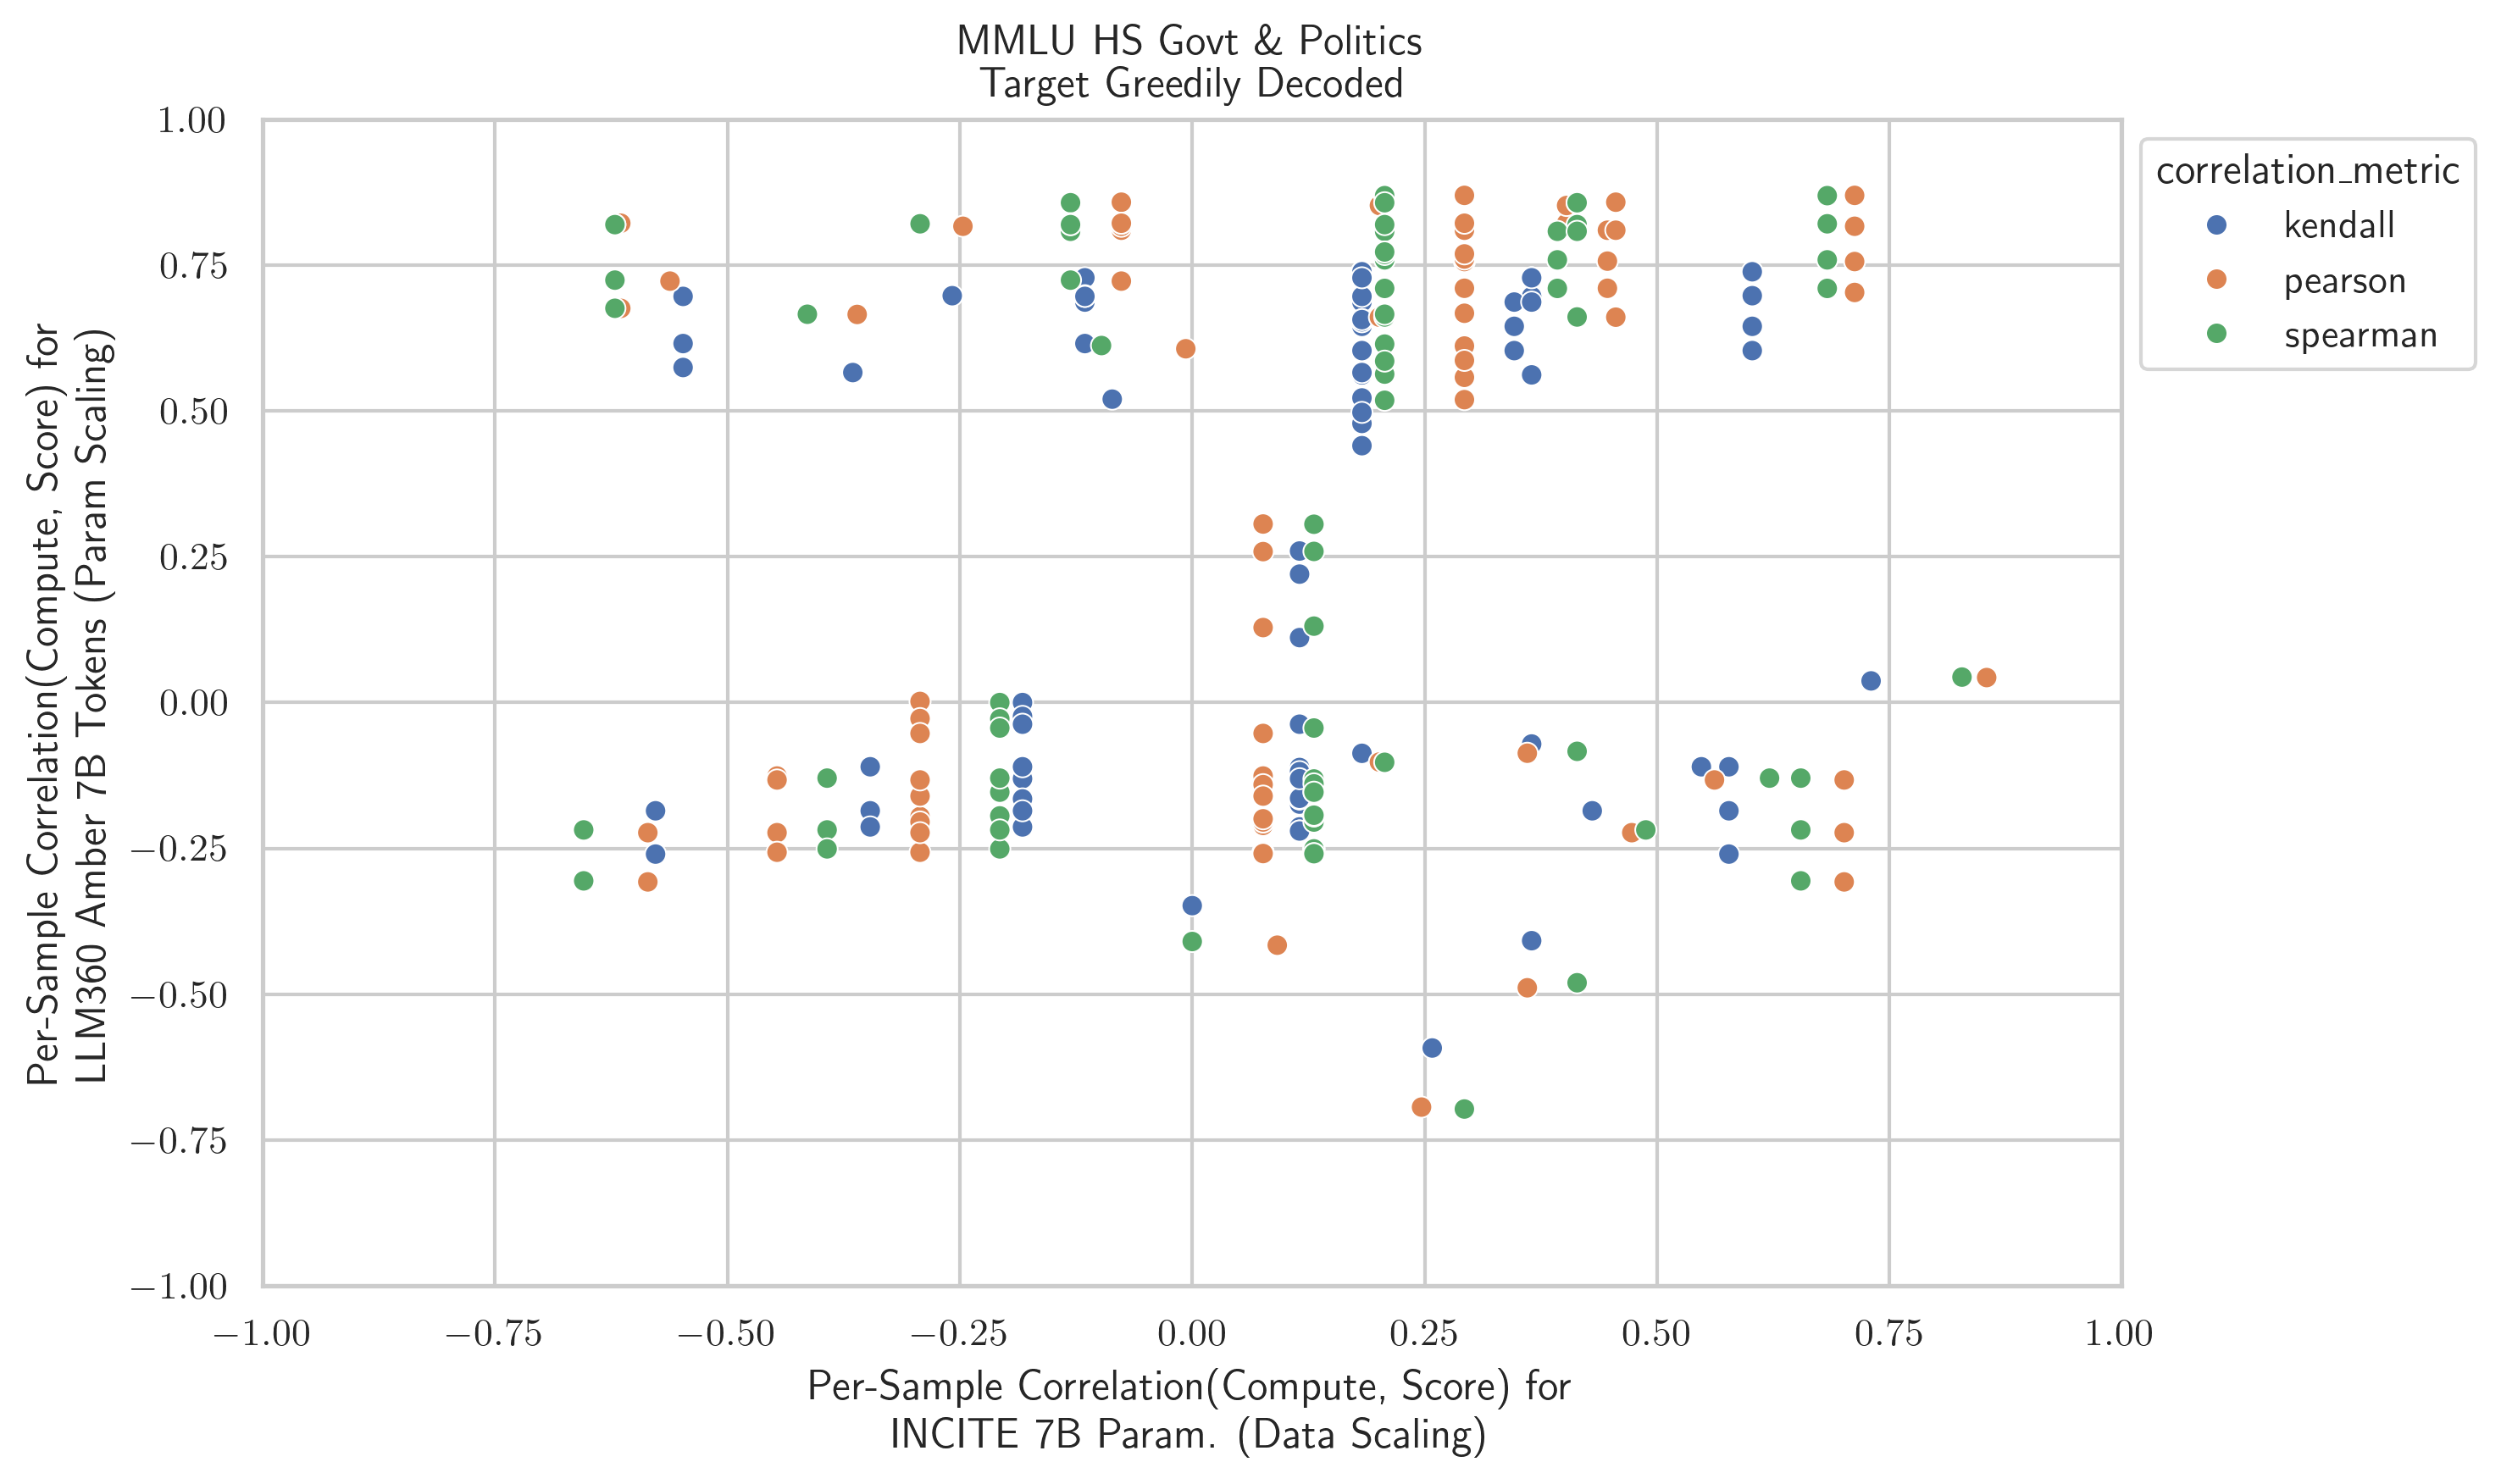 MMLU HS Govt & Politics
Target Greedily Decoded
Per-Sample Correlation(Compute, Score) for
LLM360 Amber 7B Tokens (Param Scaling)
1.00
0.75
0.50
0.25
0.00
−0.25
−0.50
−0.75
−1.00
−1.00
−0.75
−0.50
−0.25
0.00
0.25
0.50
0.75
1.00
Per-Sample Correlation(Compute, Score) for
INCITE 7B Param. (Data Scaling)
correlation_metric
kendall
pearson
spearman